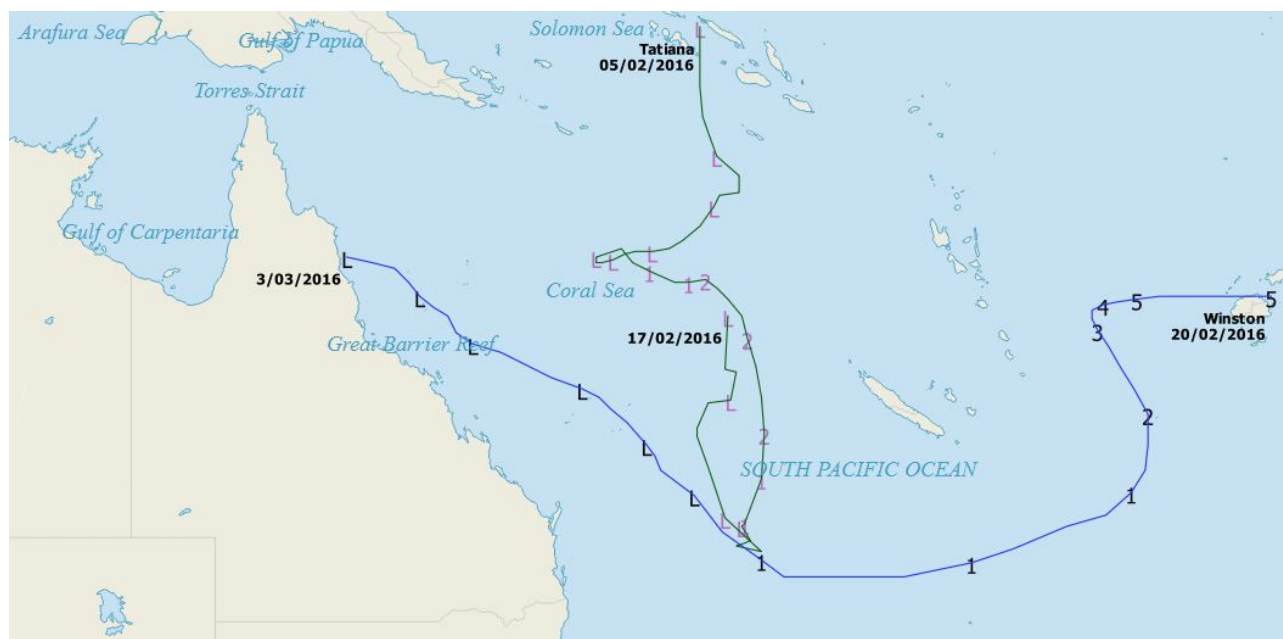 Arafura Sea
Gulf of Papua
Solomon Sea
L
Tatiana
05/02/2016
Torres Strait
L
L
Gulf of Carpentaria
L
3/03/2016
L L
L
1
1 2
Coral Sea
L
5
5
4
Winston
20/02/2016
L
17/02/2016
2
3
Great Barrier Reef
L
L
L
2
2
L
SOUTH PACIFIC OCEAN
1
L
1
L
1
1